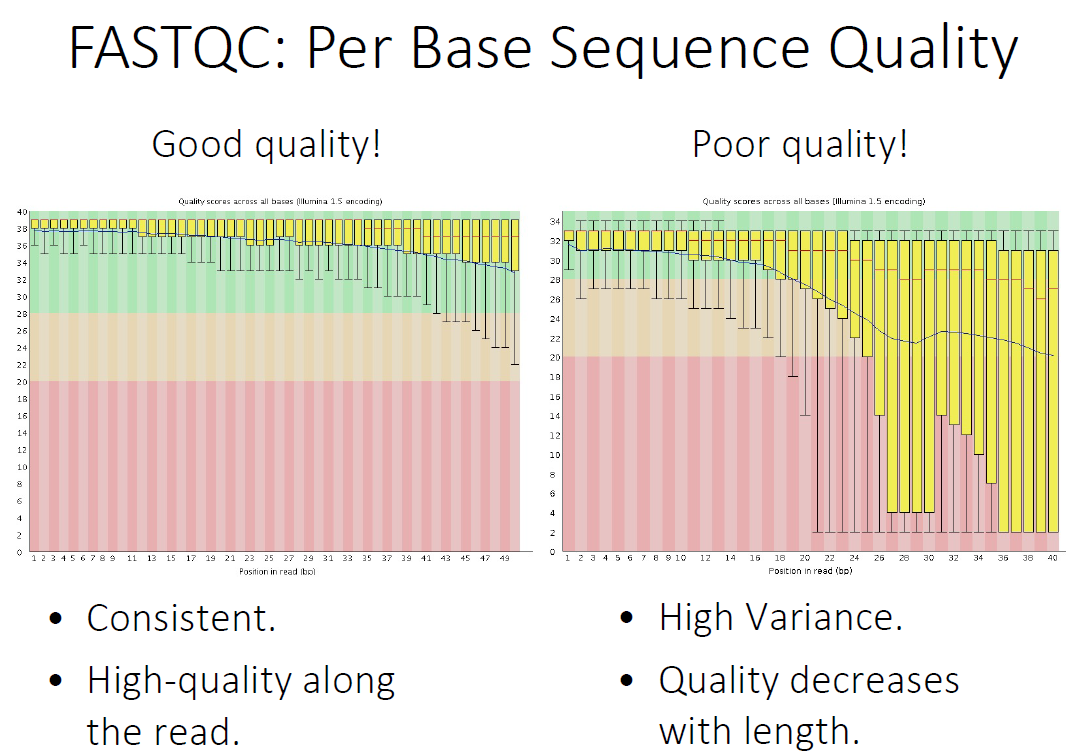 FASTQC: Per Base Sequence Quality
Good quality!
Poor quality!
Quality scores across all bases (Illumina 1.5 encoding)
40
38
36
34
32
30
28
26
24
22
20
18
16
14
12
10
8
6
4
2
0
1 2 3 4 5 6 7 8 9 11 13 15 17 19 21 23 25 27 29 31 33 35 37 39 41 43 45 47 49
Position in read (bp)
Quality scores across all bases (Illumina 1.5 encoding)
34
32
30
28
26
24
22
20
18
16
14
12
10
8
6
4
2
0
1 2 3 4 5 6 7 8 9 10 12 14 16 18 20 22 24 26 28 30 32 34 36 38 40
Position in read (bp)
• Consistent.
• High-quality along
the read.
• High Variance.
• Quality decreases
with length.